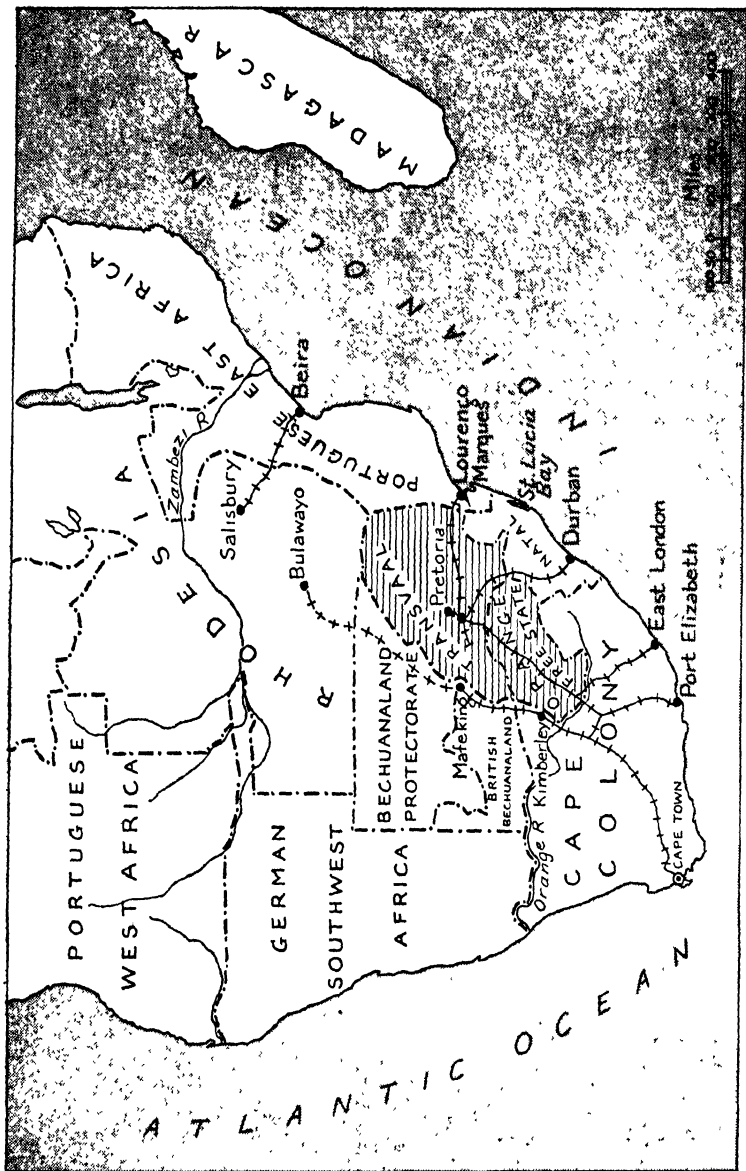 MADAGASCAR
INDIAN OCEAN
Miles
PORTUGUESE EAST AFRICA
Zambezi R
RHODESIA
Salisbury
Beira
Bulawayo
PORTUGUESE
WEST AFRICA
GERMAN
SOUTHWEST
AFRICA
BECHUANALAND
PROTECTORATE
TRANSVAAL
Pretoria
Lourenço
Marques
St. Lucia
Bay
Mafeking
BRITISH
BECHUANALAND
ORANGE
FREE STATE
NATAL
Durban
Orange R
Kimberley
CAPE
COLONY
East London
Port Elizabeth
CAPE TOWN
ATLANTIC OCEAN